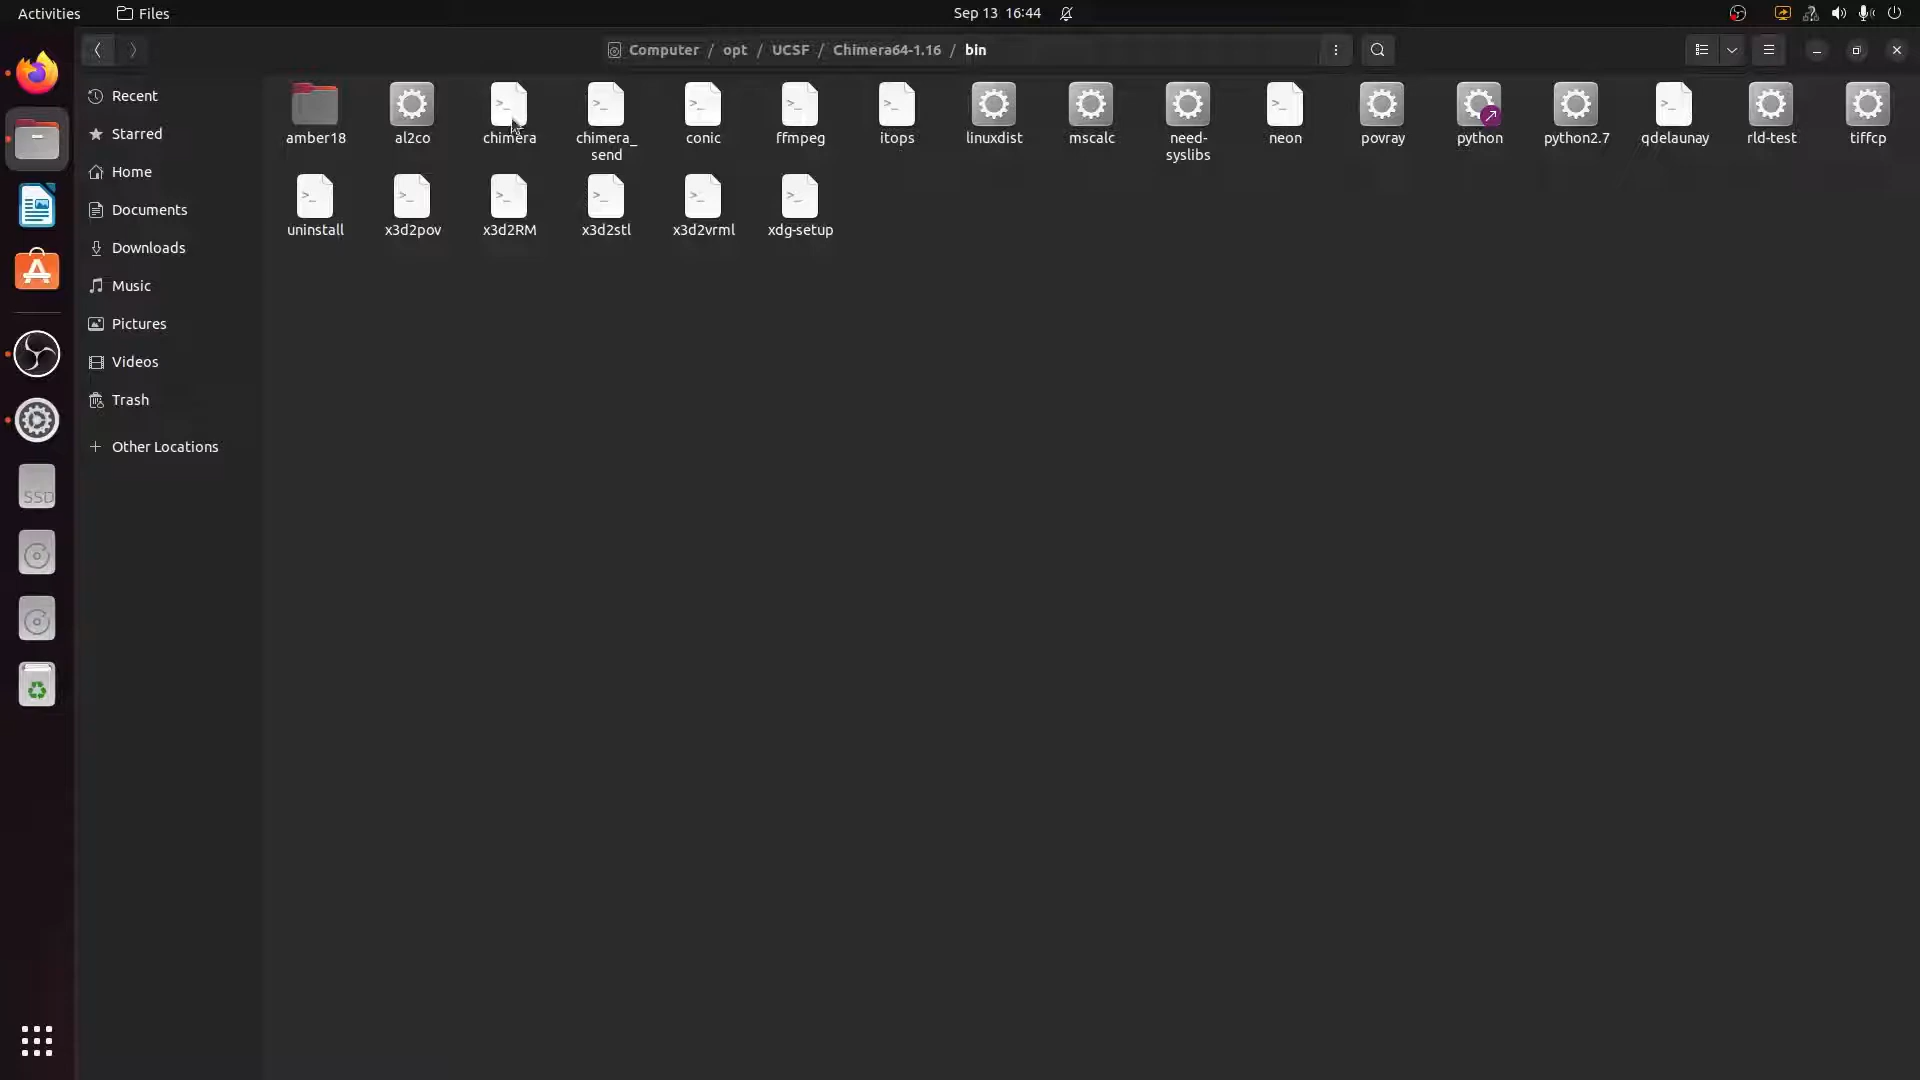 Activities Files Sep 13 16:44
Computer / opt / UCSF / Chimera64-1.16 / bin
Recent
Starred
Home
Documents
Downloads
Music
Pictures
Videos
Trash
Other Locations
SSD
amber18 al2co chimera chimera_ conic ffmpeg itops linuxdist mscalc need- neon povray python python2.7 qdelaunay rld-test tiffcp
send syslibs
uninstall x3d2pov x3d2RM x3d2stl x3d2vrml xdg-setup